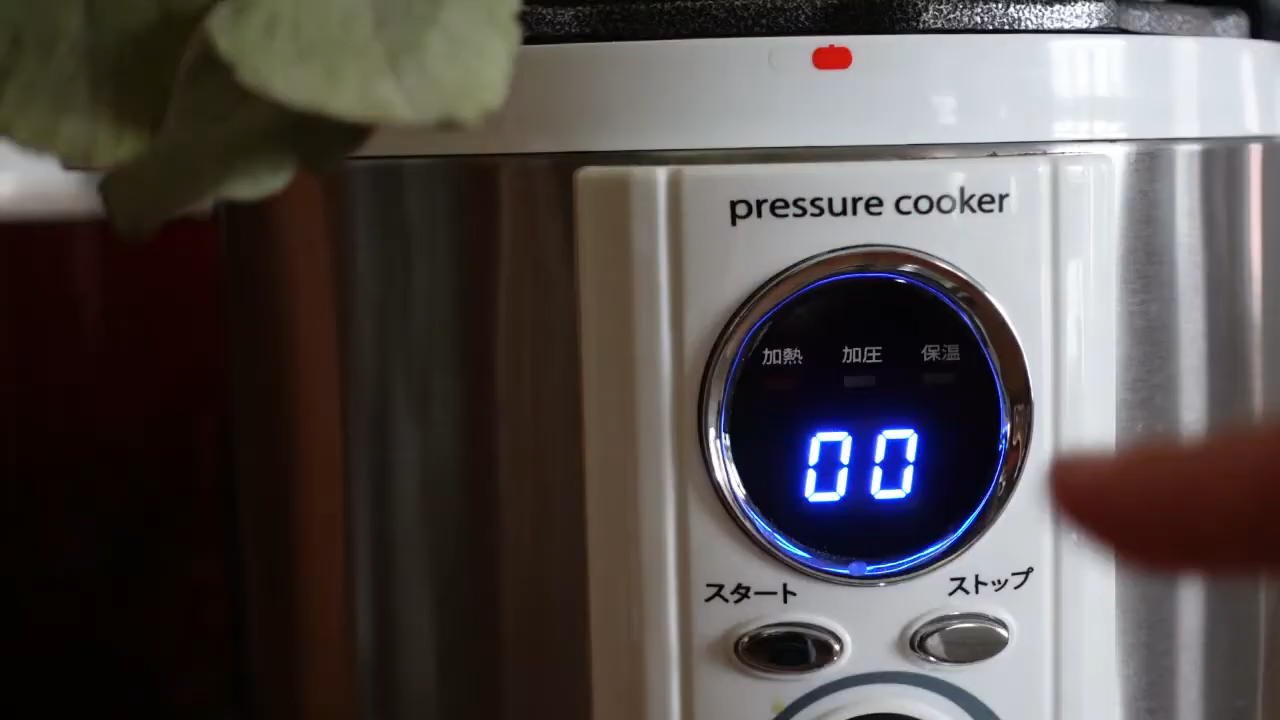 pressure cooker
加熱 加圧 保温
00
スタート ストップ